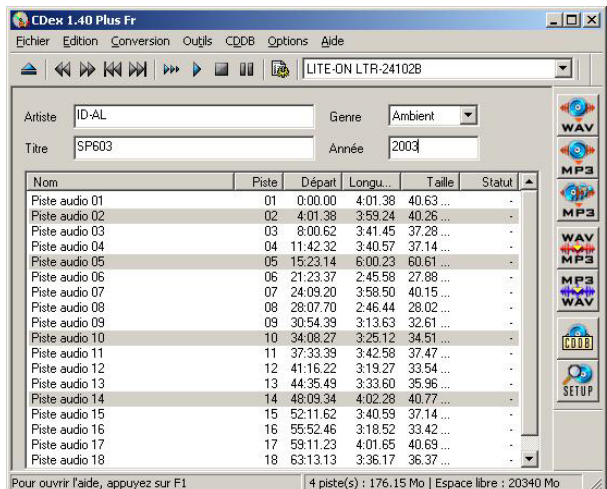 CDex 1.40 Plus Fr
Fichier Edition Conversion Outils CDDB Options Aide
LITE-ON LTR-24102B
Artiste ID-AL Genre Ambient
Titre SP603 Année 2003
Nom Piste Départ Longu... Taille Statut
Piste audio 01 01 0:00.00 4:01.38 40.63 ... -
Piste audio 02 02 4:01.38 3:59.24 40.26 ... -
Piste audio 03 03 8:00.62 3:41.45 37.28 ... -
Piste audio 04 04 11:42.32 3:40.57 37.14 ... -
Piste audio 05 05 15:23.14 6:00.23 60.61 ... -
Piste audio 06 06 21:23.37 2:45.58 27.88 ... -
Piste audio 07 07 24:09.20 3:58.50 40.15 ... -
Piste audio 08 08 28:07.70 2:46.44 28.02 ... -
Piste audio 09 09 30:54.39 3:13.63 32.61 ... -
Piste audio 10 10 34:08.27 3:25.12 34.51 ... -
Piste audio 11 11 37:33.39 3:42.58 37.47 ... -
Piste audio 12 12 41:16.22 3:19.27 33.54 ... -
Piste audio 13 13 44:35.49 3:33.60 35.96 ... -
Piste audio 14 14 48:09.34 4:02.28 40.77 ... -
Piste audio 15 15 52:11.62 3:40.59 37.14 ... -
Piste audio 16 16 55:52.46 3:18.52 33.42 ... -
Piste audio 17 17 59:11.23 4:01.65 40.69 ... -
Piste audio 18 18 63:13.13 3:36.17 36.37 ... -
WAV
MP3
MP3
WAV
MP3
MP3
WAV
CDDB
SETUP
Pour ouvrir l'aide, appuyez sur F1 4 piste(s) : 176.15 Mo | Espace libre : 20340 Mo